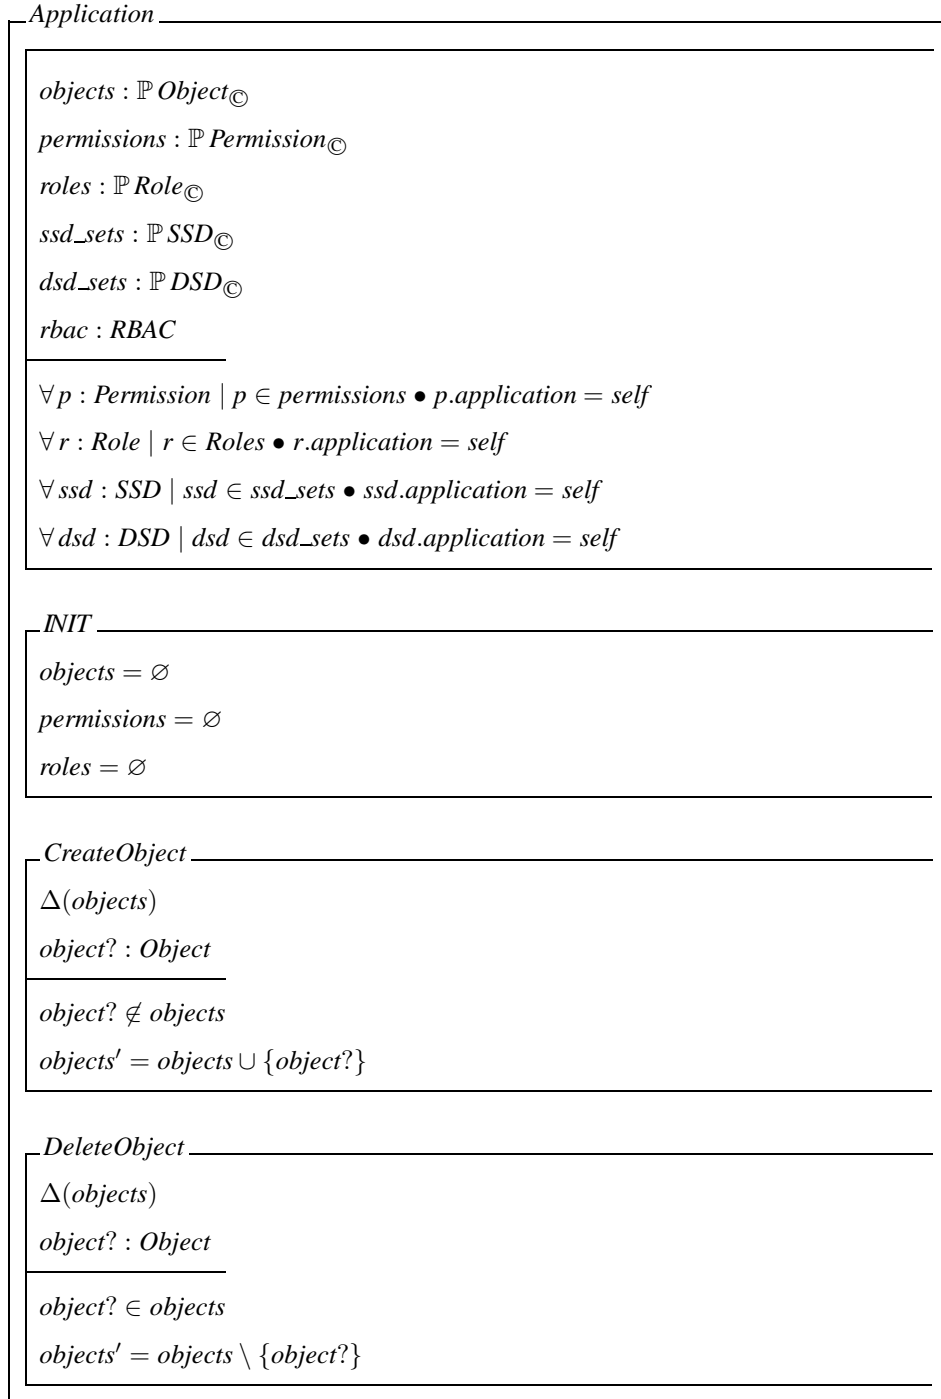 Application
objects : ℙ Object©
permissions : ℙ Permission©
roles : ℙ Role©
ssd_sets : ℙ SSD©
dsd_sets : ℙ DSD©
rbac : RBAC
∀ p : Permission | p ∈ permissions • p.application = self
∀ r : Role | r ∈ Roles • r.application = self
∀ ssd : SSD | ssd ∈ ssd_sets • ssd.application = self
∀ dsd : DSD | dsd ∈ dsd_sets • dsd.application = self
INIT
objects = ∅
permissions = ∅
roles = ∅
CreateObject
Δ(objects)
object? : Object
object? ∉ objects
objects′ = objects ∪ {object?}
DeleteObject
Δ(objects)
object? : Object
object? ∈ objects
objects′ = objects \ {object?}